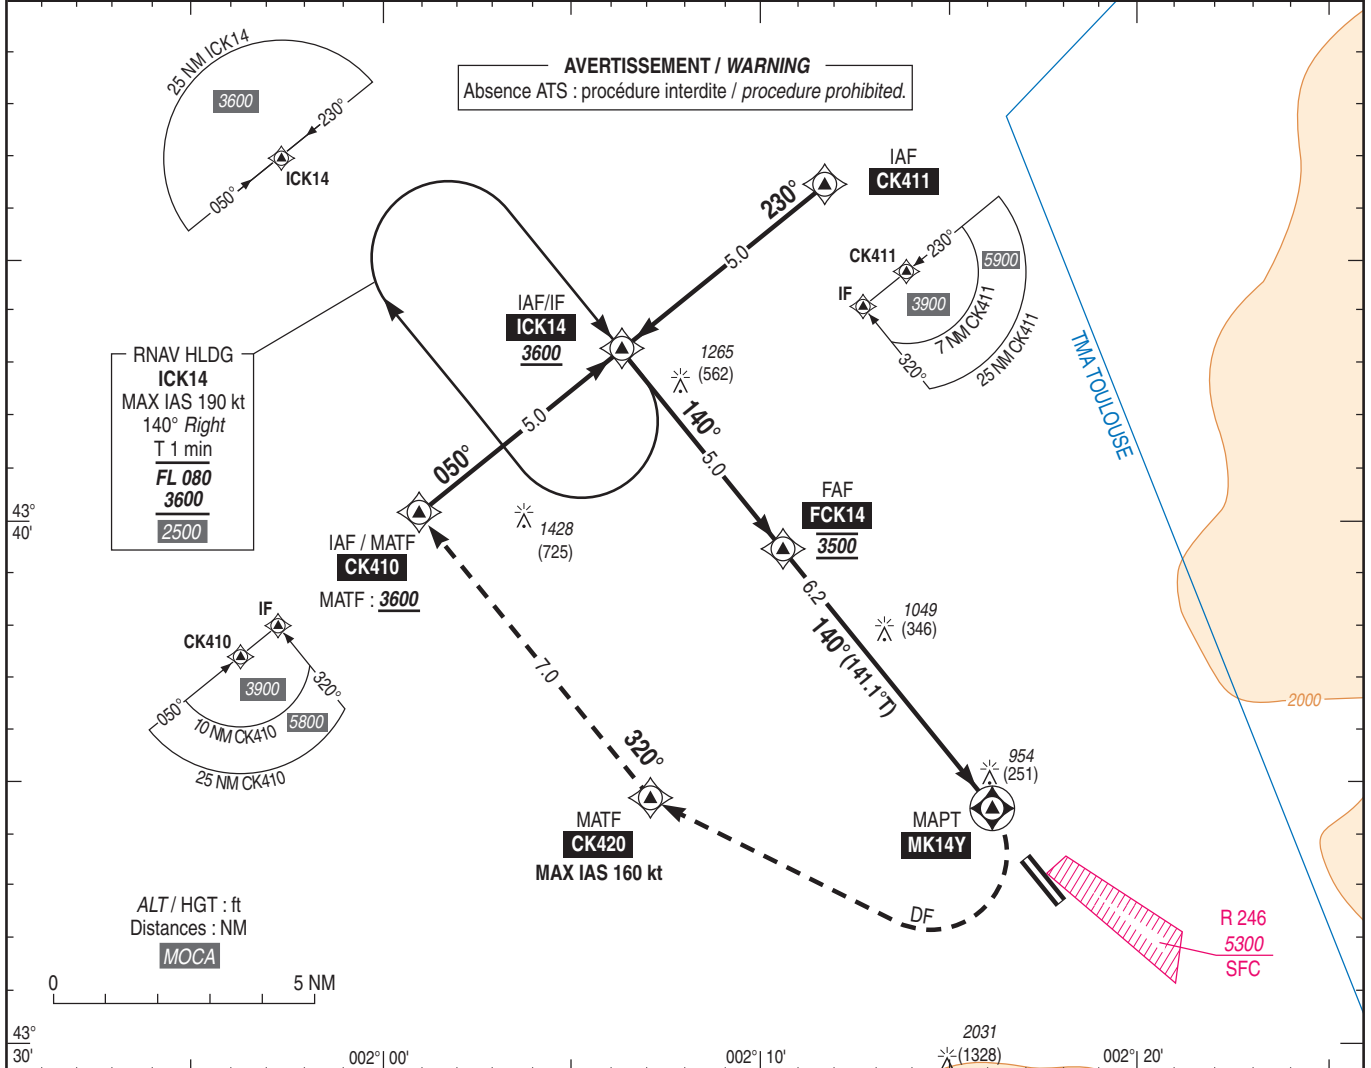 AVERTISSEMENT / WARNING
Absence ATS : procédure interdite / procedure prohibited.
25 NM ICK14
3600
230°
050°
ICK14
IAF
CK411
230°
5.0
CK411
IF
230°
320°
5900
3900
7 NM CK411
25 NM CK411
TMA TOULOUSE
IAF/IF
ICK14
3600
RNAV HLDG
ICK14
MAX IAS 190 kt
140° Right
T 1 min
FL 080
3600
2500
1265
(562)
140°
5.0
5.0
050°
1428
(725)
FAF
FCK14
3500
43°
40'
IAF / MATF
CK410
MATF : 3600
6.2
1049
(346)
140°(141.1°T)
IF
CK410
050°
320°
3900
5800
10 NM CK410
25 NM CK410
7.0
320°
2000
954
(251)
MATF
CK420
MAX IAS 160 kt
MAPT
MK14Y
DF
R 246
5300
SFC
ALT / HGT : ft
Distances : NM
MOCA
0 5 NM
43°
30'
002° 00'
002° 10'
002° 20'
2031
(1328)